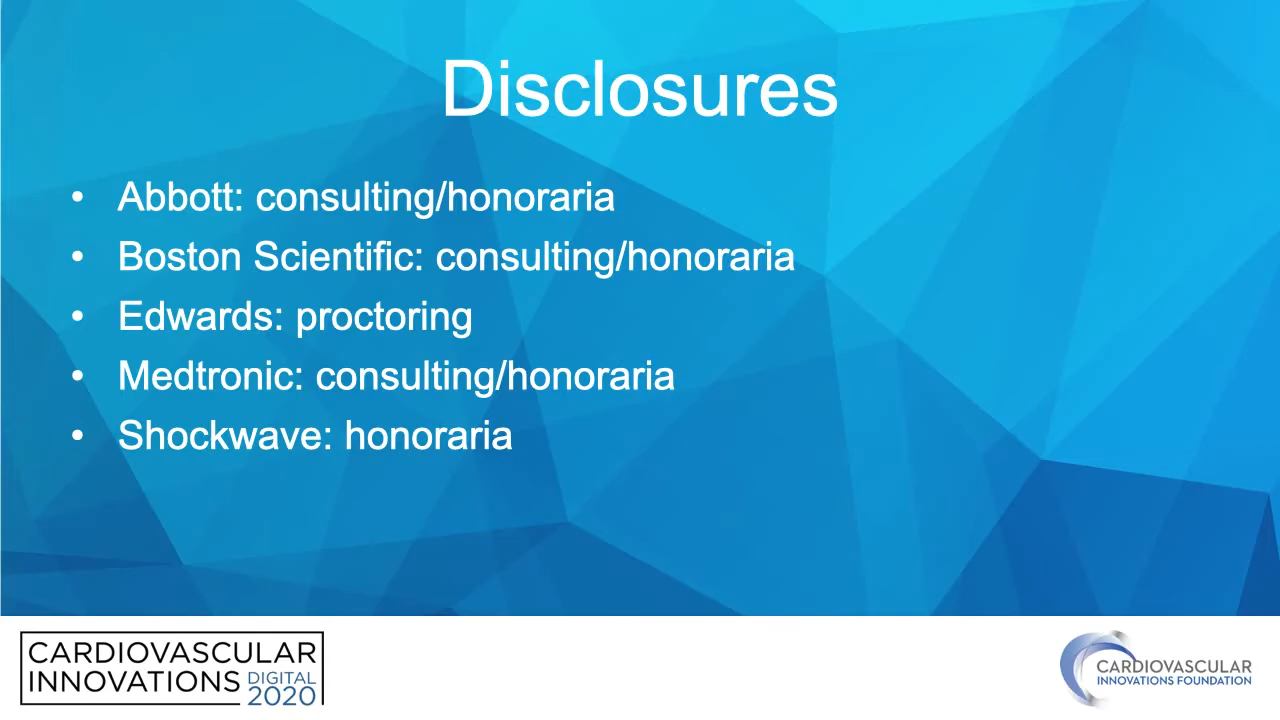 Disclosures
• Abbott: consulting/honoraria
• Boston Scientific: consulting/honoraria
• Edwards: proctoring
• Medtronic: consulting/honoraria
• Shockwave: honoraria
CARDIOVASCULAR
INNOVATIONS DIGITAL
2020
CARDIOVASCULAR
INNOVATIONS FOUNDATION